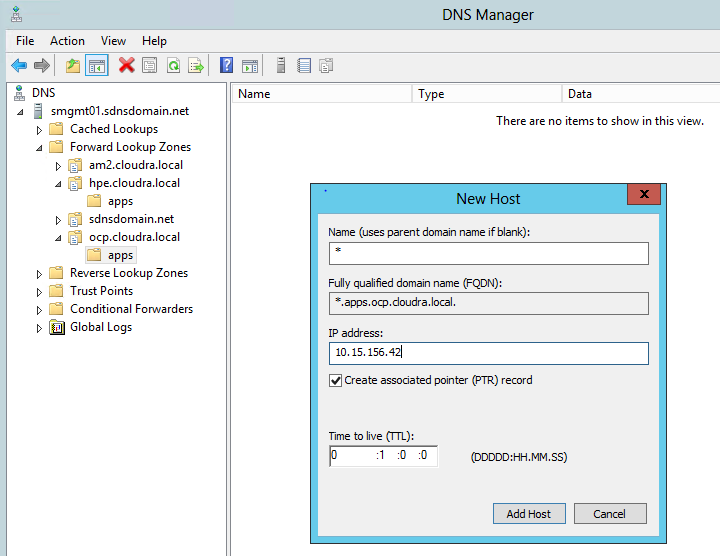 DNS Manager
File Action View Help
DNS
smgmt01.sdnsdomain.net
Cached Lookups
Forward Lookup Zones
am2.cloudra.local
hpe.cloudra.local
apps
sdnsdomain.net
ocp.cloudra.local
apps
Reverse Lookup Zones
Trust Points
Conditional Forwarders
Global Logs
Name Type Data
There are no items to show in this view.
New Host
x
Name (uses parent domain name if blank):
*
Fully qualified domain name (FQDN):
*.apps.ocp.cloudra.local.
IP address:
10.15.156.42
Create associated pointer (PTR) record
Time to live (TTL):
0 :1 :0 :0 (DDDDD:HH.MM.SS)
Add Host Cancel